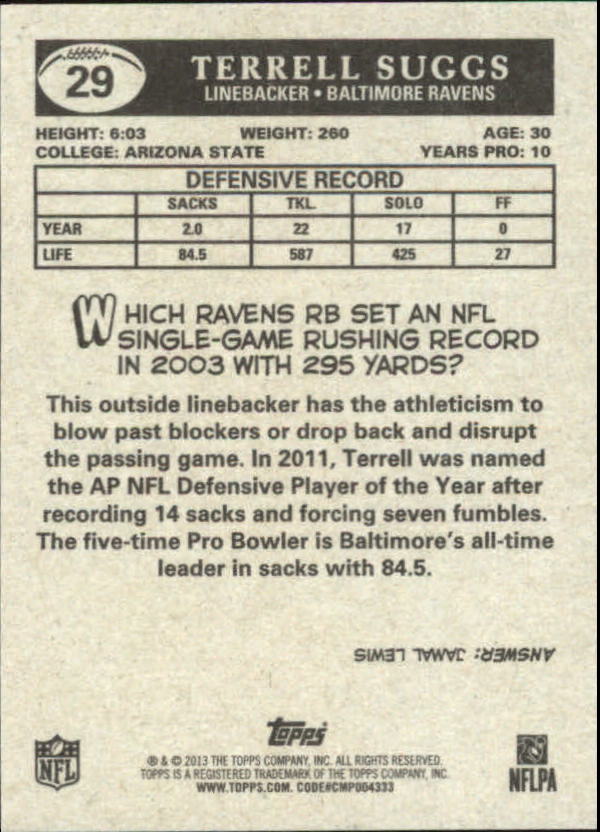 29
TERRELL SUGGS
LINEBACKER • BALTIMORE RAVENS
HEIGHT: 6:03 WEIGHT: 260 AGE: 30
COLLEGE: ARIZONA STATE YEARS PRO: 10
DEFENSIVE RECORD
SACKS TKL. SOLO FF
YEAR 2.0 22 17 0
LIFE 84.5 587 425 27
WHICH RAVENS RB SET AN NFL
SINGLE-GAME RUSHING RECORD
IN 2003 WITH 295 YARDS?
This outside linebacker has the athleticism to
blow past blockers or drop back and disrupt
the passing game. In 2011, Terrell was named
the AP NFL Defensive Player of the Year after
recording 14 sacks and forcing seven fumbles.
The five-time Pro Bowler is Baltimore's all-time
leader in sacks with 84.5.
ANSWER: JAMAL LEWIS
topps
® & © 2013 THE TOPPS COMPANY, INC. ALL RIGHTS RESERVED.
TOPPS IS A REGISTERED TRADEMARK OF THE TOPPS COMPANY, INC.
WWW.TOPPS.COM. CODE#CMP004333
NFL
NFLPA